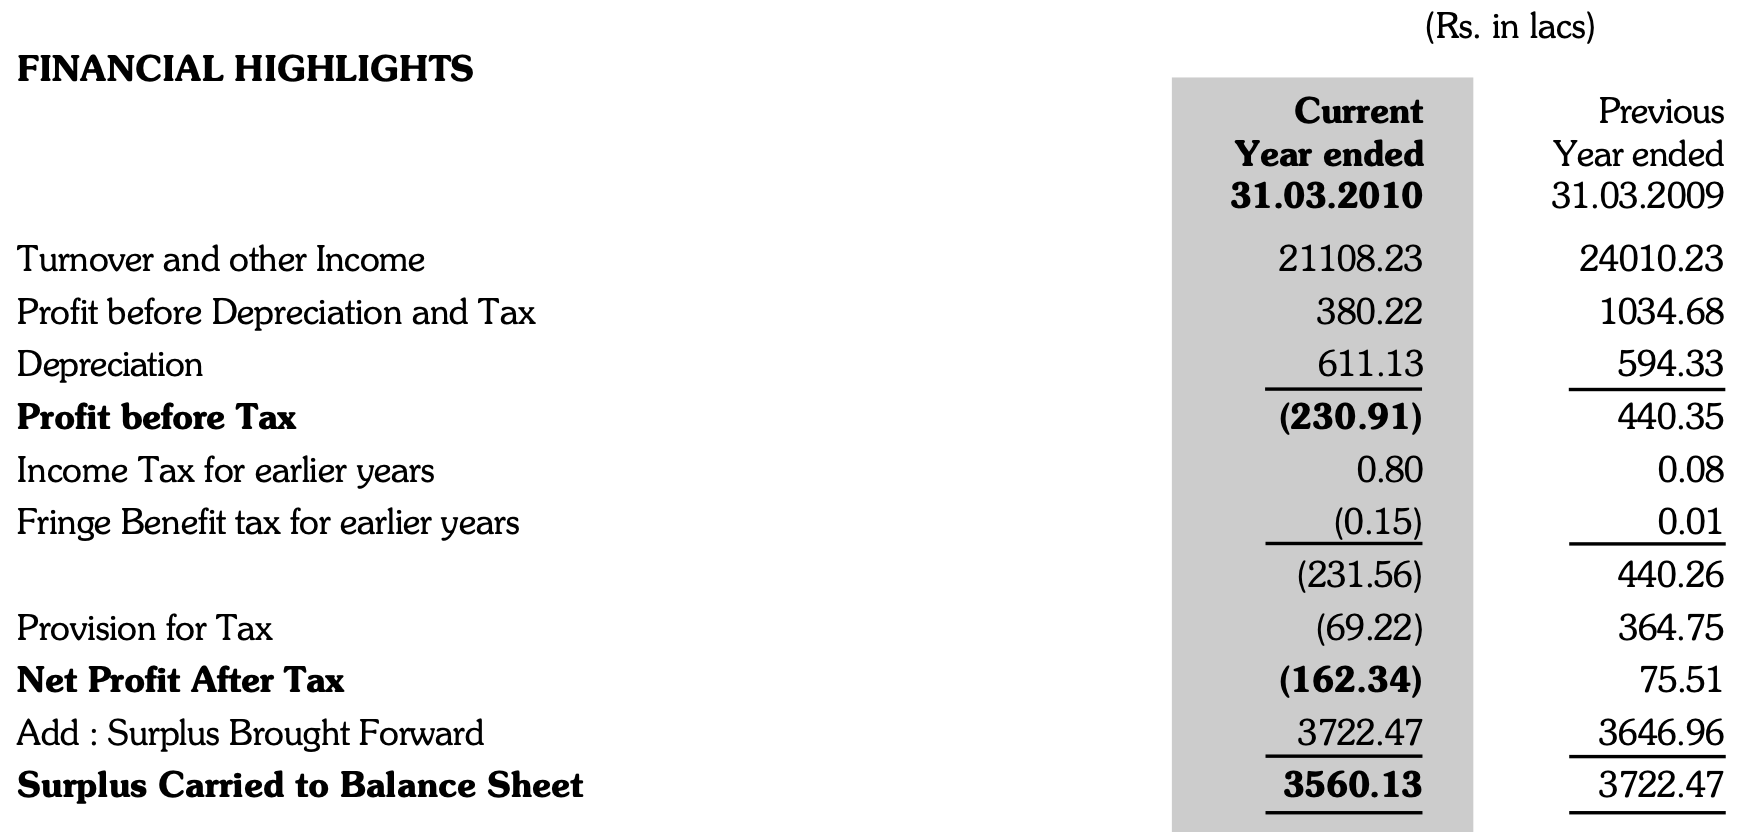 (Rs. in lacs)
FINANCIAL HIGHLIGHTS
Current Previous
Year ended Year ended
31.03.2010 31.03.2009
Turnover and other Income 21108.23 24010.23
Profit before Depreciation and Tax 380.22 1034.68
Depreciation 611.13 594.33
Profit before Tax (230.91) 440.35
Income Tax for earlier years 0.80 0.08
Fringe Benefit tax for earlier years (0.15) 0.01
(231.56) 440.26
Provision for Tax (69.22) 364.75
Net Profit After Tax (162.34) 75.51
Add : Surplus Brought Forward 3722.47 3646.96
Surplus Carried to Balance Sheet 3560.13 3722.47